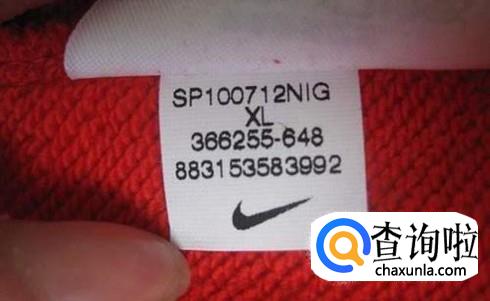 SP100712NIG
XL
366255-648
883153583992
查询啦
chaxunla.com